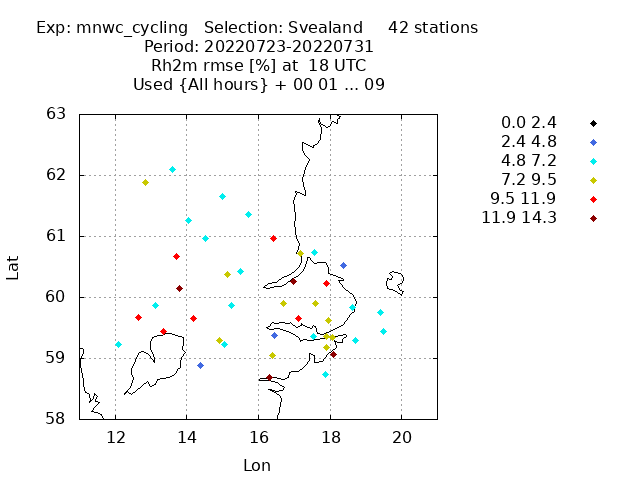 Exp: mnwc_cycling   Selection: Svealand     42 stations
Period: 20220723-20220731
Rh2m rmse [%] at  18 UTC
Used {All hours} + 00 01 ... 09
0.0 2.4
2.4 4.8
4.8 7.2
7.2 9.5
9.5 11.9
11.9 14.3
63
62
61
60
59
58
Lat
12 14 16 18 20
Lon